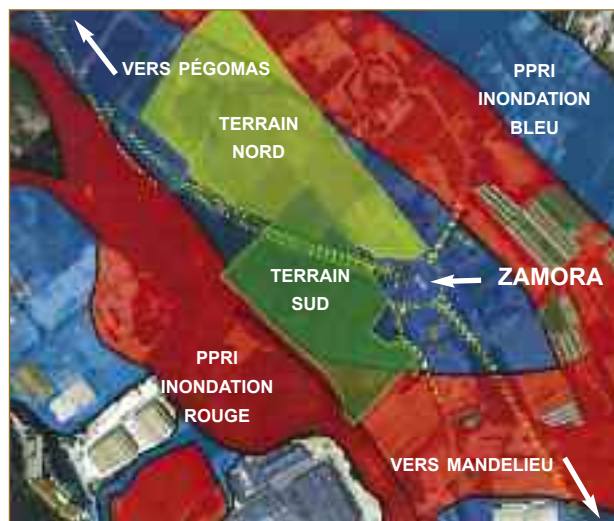 VERS PÉGOMAS
PPRI
INONDATION
BLEU
TERRAIN
NORD
ZAMORA
TERRAIN
SUD
PPRI
INONDATION
ROUGE
VERS MANDELIEU